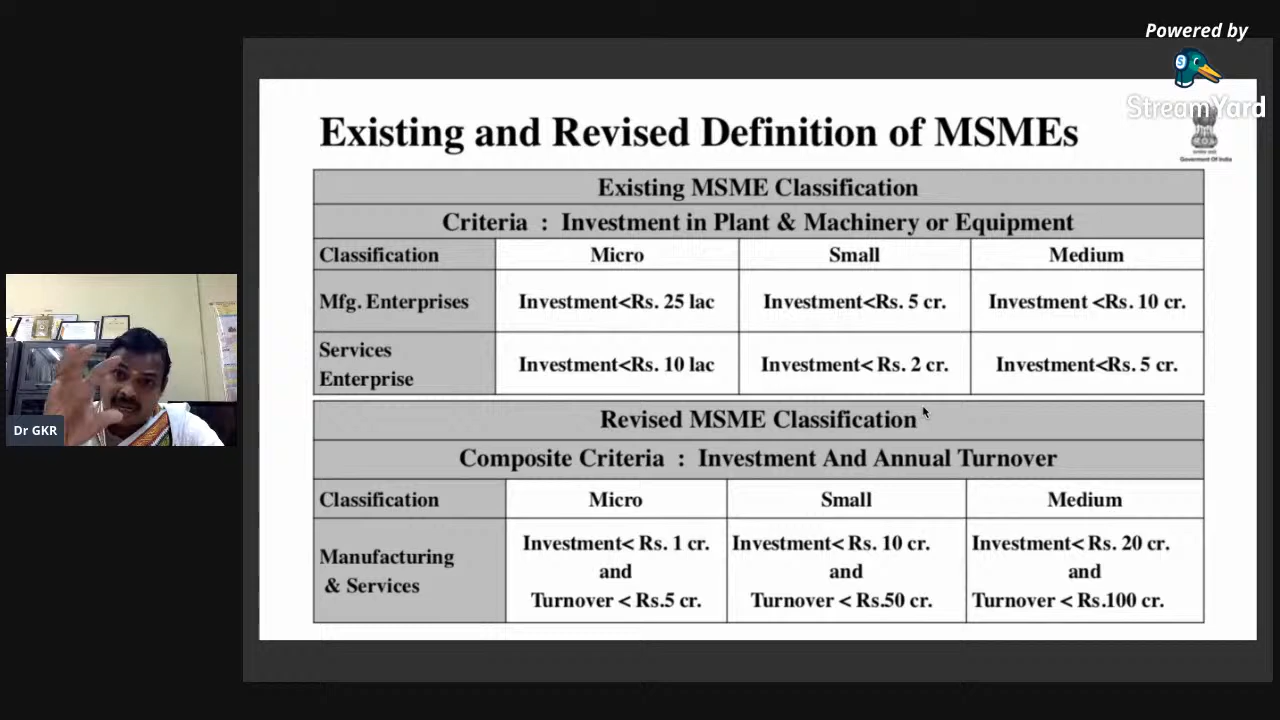 Powered by
StreamYard
Existing and Revised Definition of MSMEs
Government Of India
Existing MSME Classification
Criteria : Investment in Plant & Machinery or Equipment
Classification Micro Small Medium
Mfg. Enterprises Investment<Rs. 25 lac Investment<Rs. 5 cr. Investment <Rs. 10 cr.
Services
Enterprise Investment<Rs. 10 lac Investment< Rs. 2 cr. Investment<Rs. 5 cr.
Revised MSME Classification
Composite Criteria : Investment And Annual Turnover
Classification Micro Small Medium
Manufacturing
& Services
Investment< Rs. 1 cr. Investment< Rs. 10 cr. Investment< Rs. 20 cr.
and and and
Turnover < Rs.5 cr. Turnover < Rs.50 cr. Turnover < Rs.100 cr.
Dr GKR